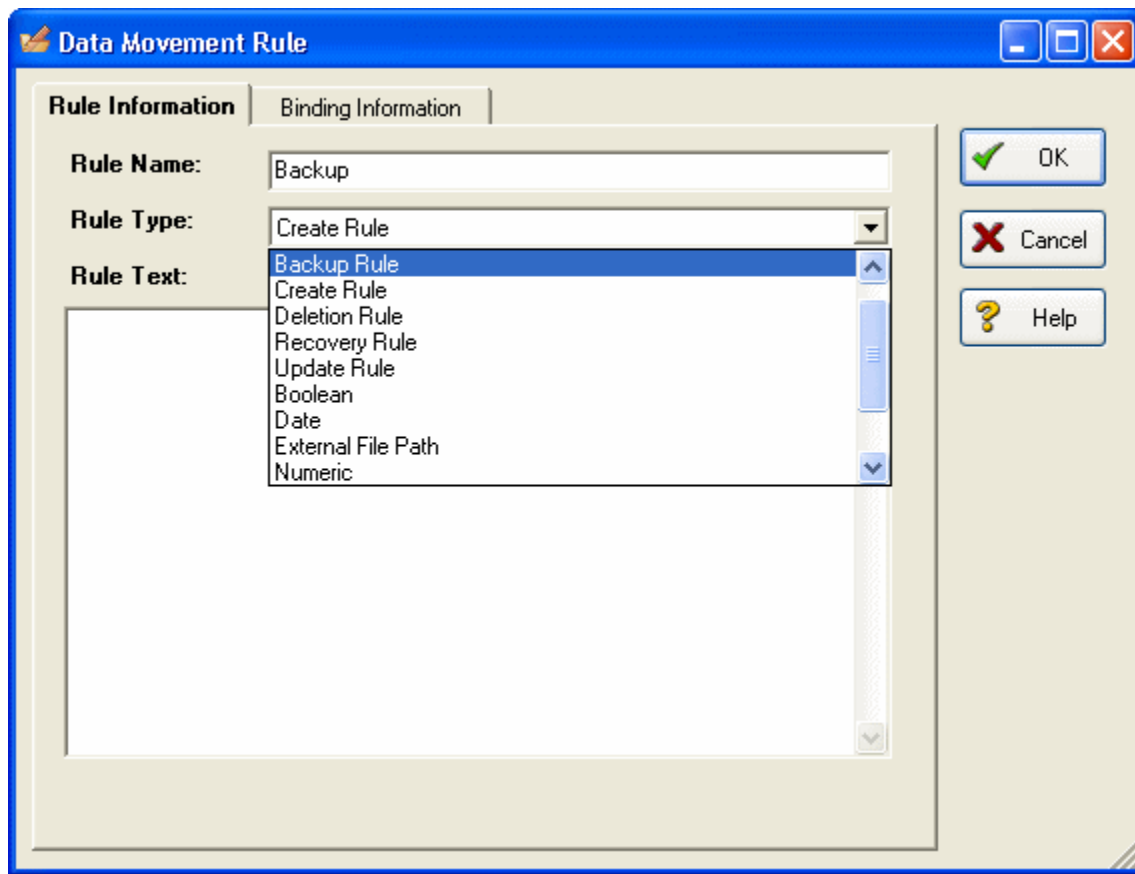 Data Movement Rule
Rule Information
Binding Information
Rule Name:
Backup
Rule Type:
Create Rule
Rule Text:
Backup Rule
Create Rule
Deletion Rule
Recovery Rule
Update Rule
Boolean
Date
External File Path
Numeric
OK
Cancel
Help